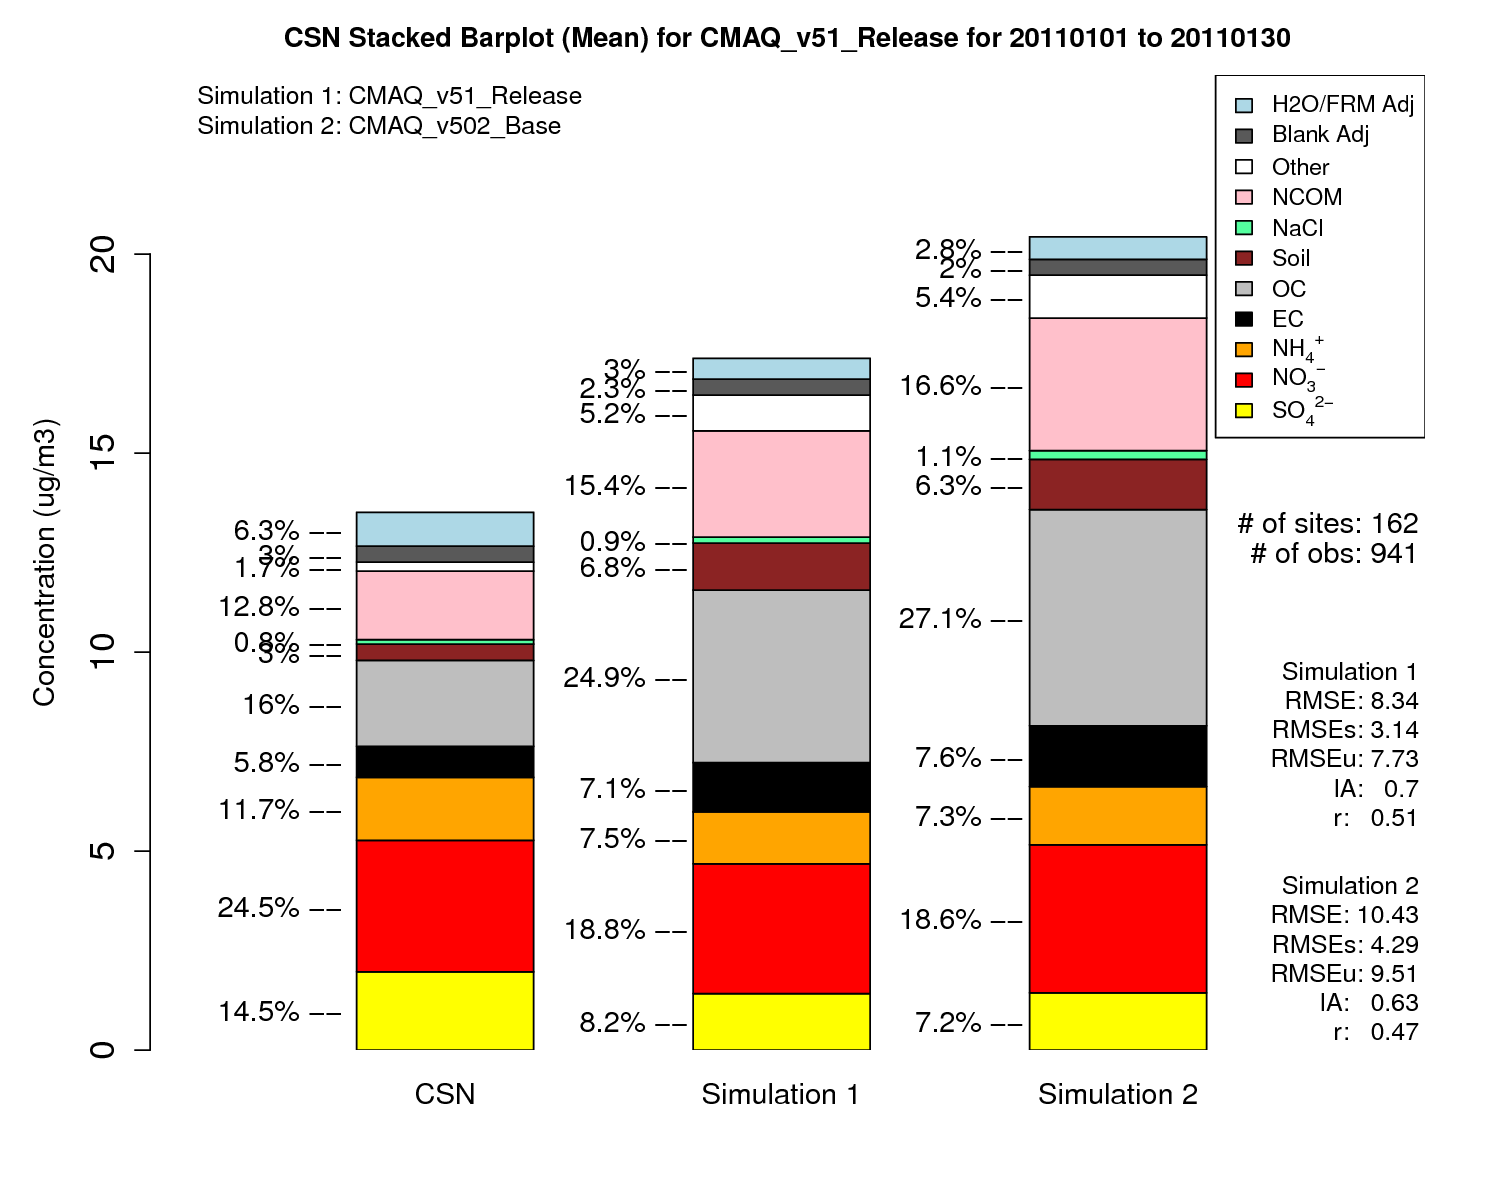 CSN Stacked Barplot (Mean) for CMAQ_v51_Release for 20110101 to 20110130
Simulation 1: CMAQ_v51_Release
Simulation 2: CMAQ_v502_Base
H2O/FRM Adj
Blank Adj
Other
NCOM
NaCl
Soil
OC
EC
NH₄⁺
NO₃⁻
SO₄²⁻
Concentration (ug/m3)
20
15
10
5
0
6.3% −−
3% −−
1.7% −−
12.8% −−
0.8% −−
3% −−
16% −−
5.8% −−
11.7% −−
24.5% −−
14.5% −−
3% −−
2.3% −−
5.2% −−
15.4% −−
0.9% −−
6.8% −−
24.9% −−
7.1% −−
7.5% −−
18.8% −−
8.2% −−
2.8% −−
2% −−
5.4% −−
16.6% −−
1.1% −−
6.3% −−
27.1% −−
7.6% −−
7.3% −−
18.6% −−
7.2% −−
# of sites: 162
# of obs: 941
Simulation 1
RMSE: 8.34
RMSEs: 3.14
RMSEu: 7.73
IA: 0.7
r: 0.51
Simulation 2
RMSE: 10.43
RMSEs: 4.29
RMSEu: 9.51
IA: 0.63
r: 0.47
CSN
Simulation 1
Simulation 2